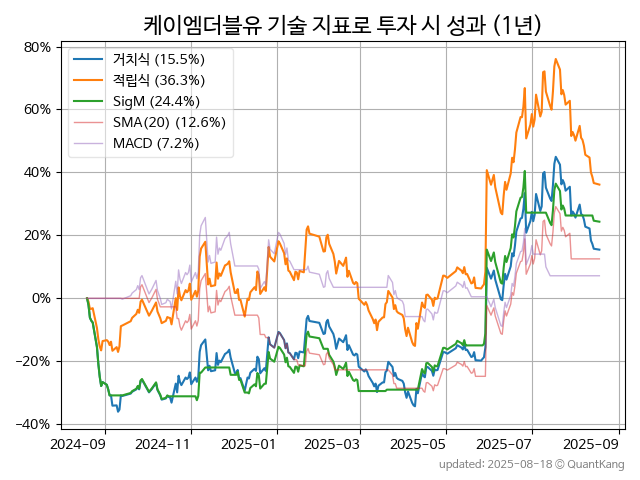 케이엠더블유 기술 지표로 투자 시 성과 (1년)
거치식 (15.5%)
적립식 (36.3%)
SigM (24.4%)
SMA(20) (12.6%)
MACD (7.2%)
80%
60%
40%
20%
0%
−20%
−40%
2024-09 2024-11 2025-01 2025-03 2025-05 2025-07 2025-09
updated: 2025-08-18 © QuantKang